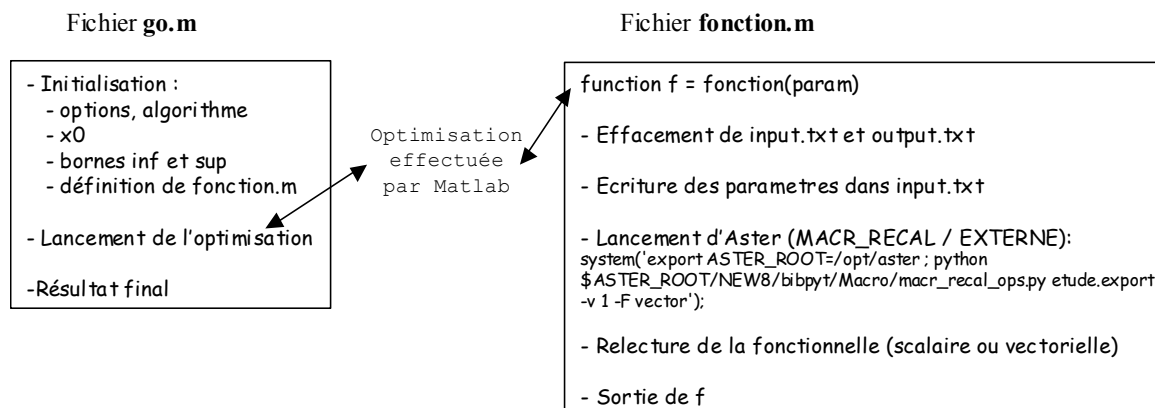 Fichier go.m
- Initialisation :
- options, algorithme
- x0
- bornes inf et sup
- définition de fonction.m
- Lancement de l'optimisation
-Résultat final
Optimisation
effectuée
par Matlab
Fichier fonction.m
function f = fonction(param)
- Effacement de input.txt et output.txt
- Ecriture des parametres dans input.txt
- Lancement d'Aster (MACR_RECAL / EXTERNE):
system('export ASTER_ROOT=/opt/aster ; python
$ASTER_ROOT/NEW8/bibpyt/Macro/macr_recal_ops.py etude.export
-v 1 -F vector');
- Relecture de la fonctionnelle (scalaire ou vectorielle)
- Sortie de f